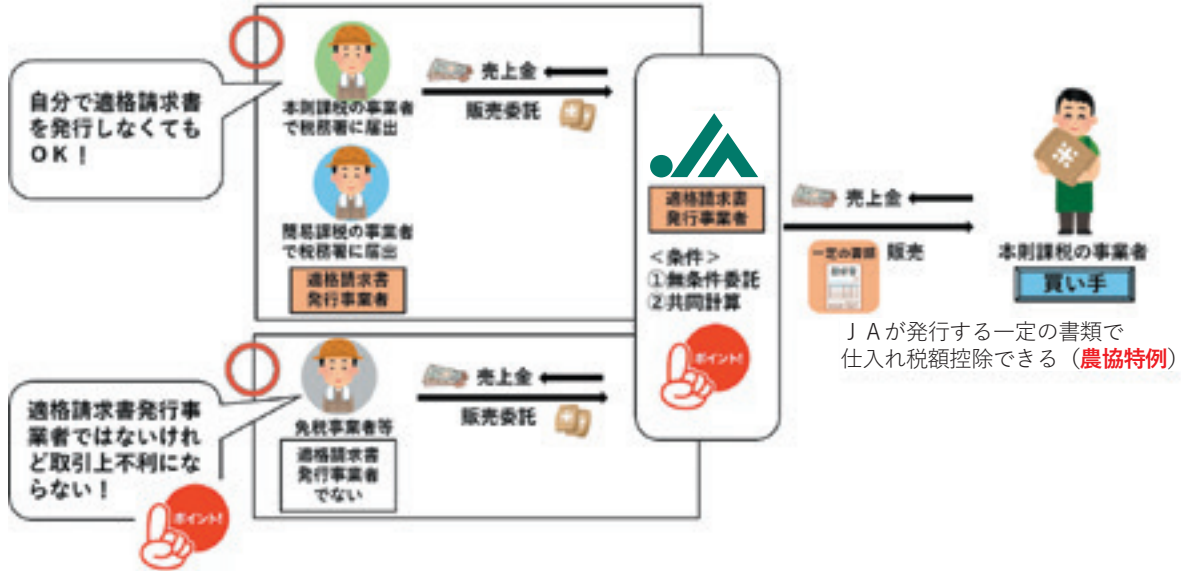 自分で適格請求書
を発行しなくても
ＯＫ！
本則課税の事業者
で税務署に届出
簡易課税の事業者
で税務署に届出
適格請求書
発行事業者
売上金
販売委託
適格請求書発行事
業者ではないけれ
ど取引上不利にな
らない！
ポイント!
免税事業者等
適格請求書
発行事業者
でない
売上金
販売委託
JA
適格請求書
発行事業者
＜条件＞
①無条件委託
②共同計算
ポイント!
売上金
一定の書類
販売
米
本則課税の事業者
買い手
ＪＡが発行する一定の書類で
仕入れ税額控除できる（農協特例）